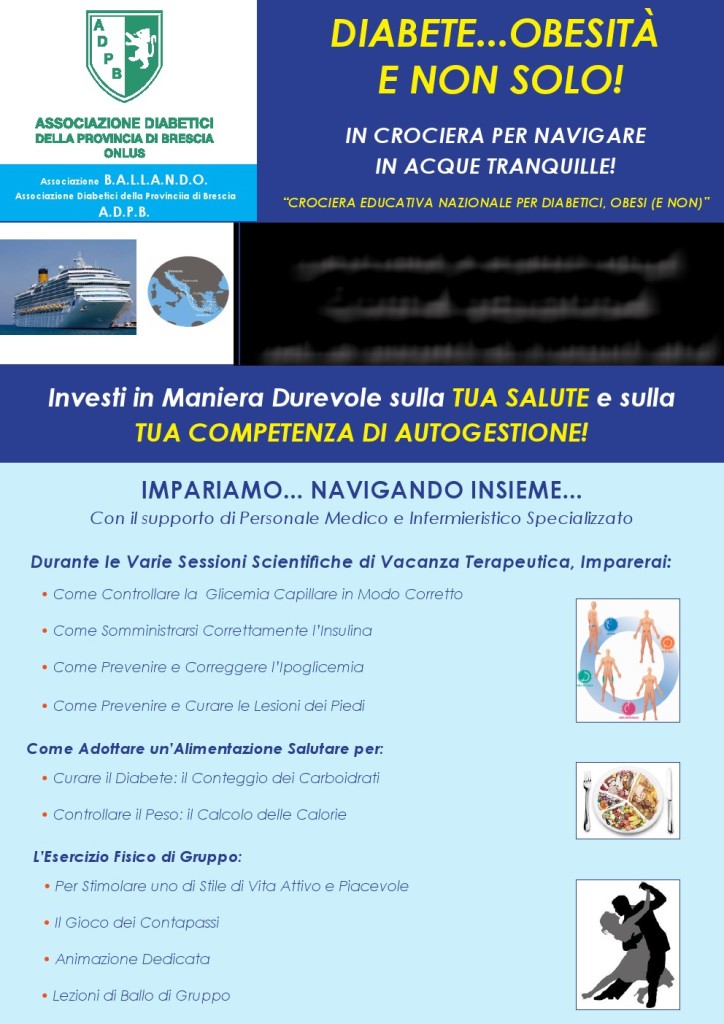 A
D
P
B
ASSOCIAZIONE DIABETICI
DELLA PROVINCIA DI BRESCIA
ONLUS
Associazione B.A.L.L.A.N.D.O.
Associazione Diabetici della Provinciia di Brescia
A.D.P.B.
DIABETE...OBESITÀ
E NON SOLO!
IN CROCIERA PER NAVIGARE
IN ACQUE TRANQUILLE!
“CROCIERA EDUCATIVA NAZIONALE PER DIABETICI, OBESI (E NON)”
Investi in Maniera Durevole sulla TUA SALUTE e sulla
TUA COMPETENZA DI AUTOGESTIONE!
IMPARIAMO... NAVIGANDO INSIEME...
Con il supporto di Personale Medico e Infermieristico Specializzato
Durante le Varie Sessioni Scientifiche di Vacanza Terapeutica, Imparerai:
• Come Controllare la Glicemia Capillare in Modo Corretto
• Come Somministrarsi Correttamente l’Insulina
• Come Prevenire e Correggere l’Ipoglicemia
• Come Prevenire e Curare le Lesioni dei Piedi
Come Adottare un’Alimentazione Salutare per:
• Curare il Diabete: il Conteggio dei Carboidrati
• Controllare il Peso: il Calcolo delle Calorie
L’Esercizio Fisico di Gruppo:
• Per Stimolare uno di Stile di Vita Attivo e Piacevole
• Il Gioco dei Contapassi
• Animazione Dedicata
• Lezioni di Ballo di Gruppo